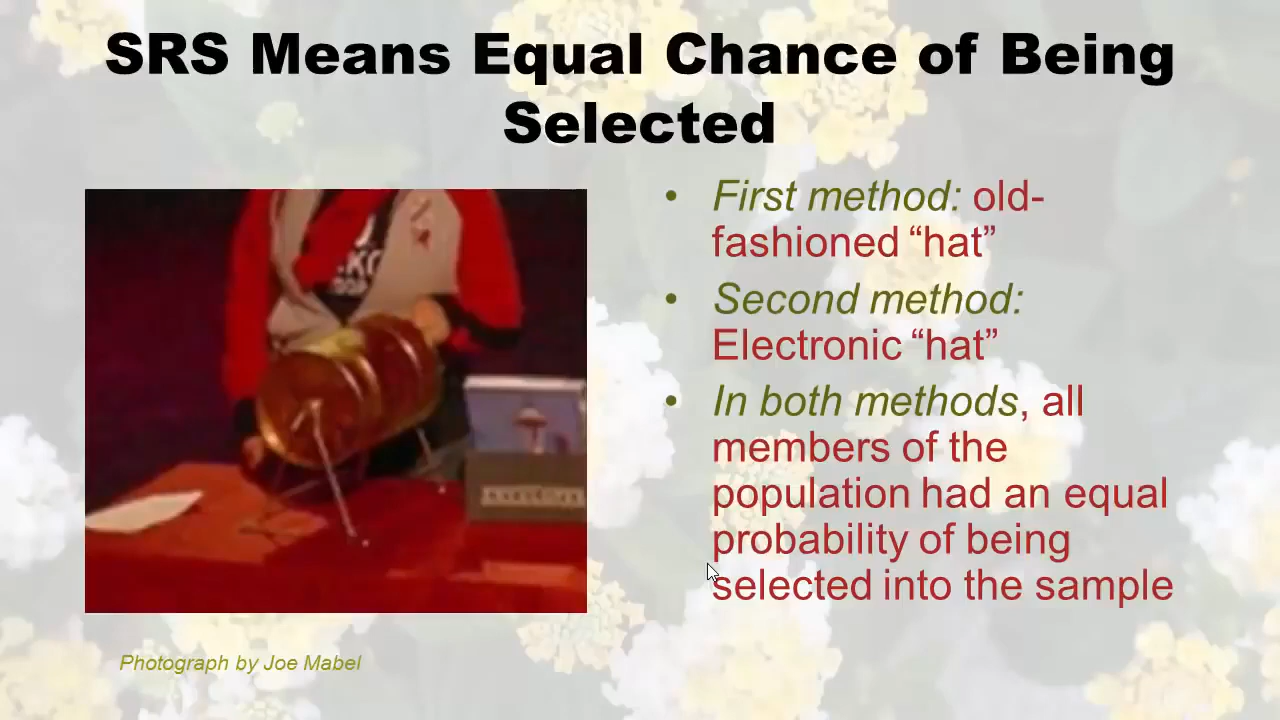 SRS Means Equal Chance of Being
Selected
• First method: old-
fashioned “hat”
• Second method:
Electronic “hat”
• In both methods, all
members of the
population had an equal
probability of being
selected into the sample
Photograph by Joe Mabel